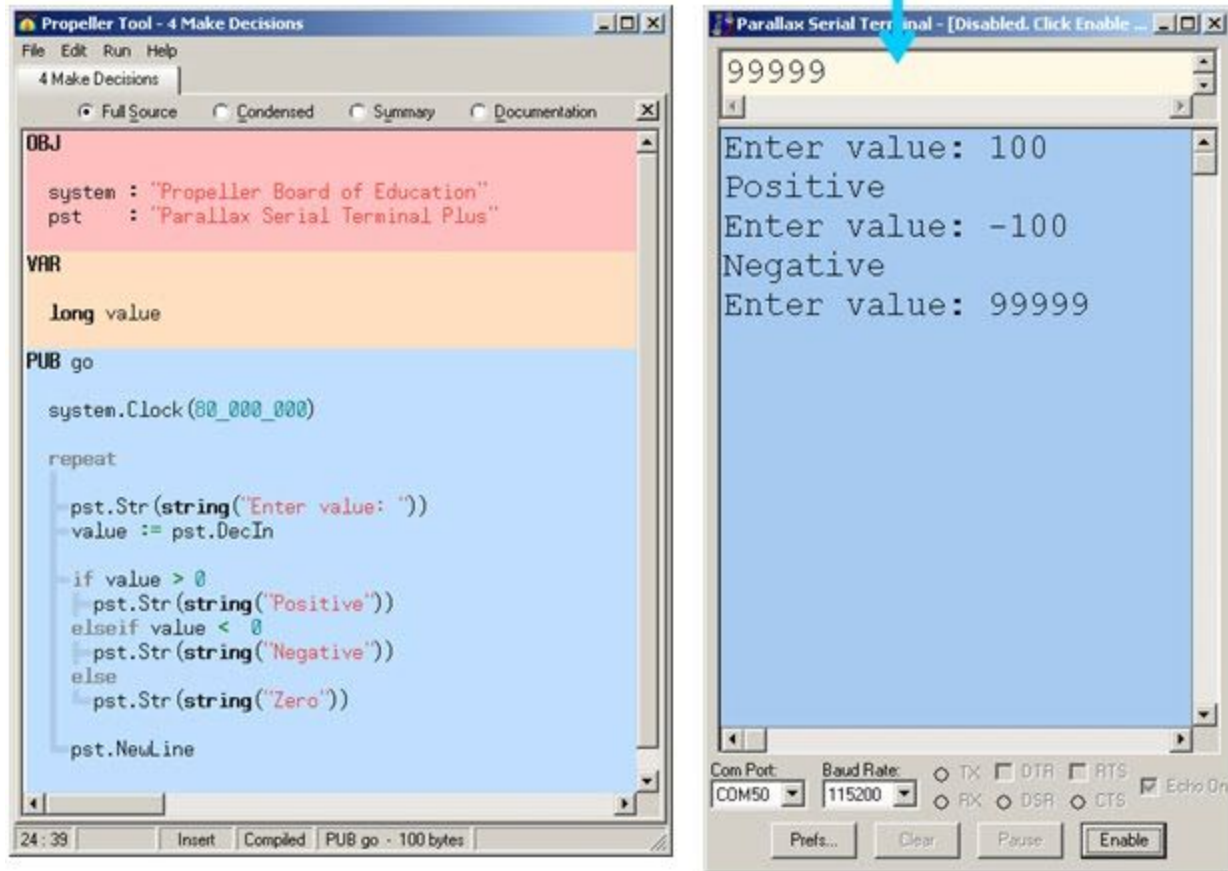 Propeller Tool - 4 Make Decisions
File Edit Run Help
4 Make Decisions
Full Source Condensed Summary Documentation
OBJ
system : "Propeller Board of Education"
pst : "Parallax Serial Terminal Plus"
VAR
long value
PUB go
system.Clock(80_000_000)
repeat
pst.Str(string("Enter value: "))
value := pst.DecIn
if value > 0
pst.Str(string("Positive"))
elseif value < 0
pst.Str(string("Negative"))
else
pst.Str(string("Zero"))
pst.NewLine
24 : 39 Insert Compiled PUB go - 100 bytes
Parallax Serial Terminal - [Disabled. Click Enable ...
99999
Enter value: 100
Positive
Enter value: -100
Negative
Enter value: 99999
Com Port: Baud Rate: TX DTR RTS
COM50 115200 RX DSR CTS Echo On
Prefs... Clear Pause Enable